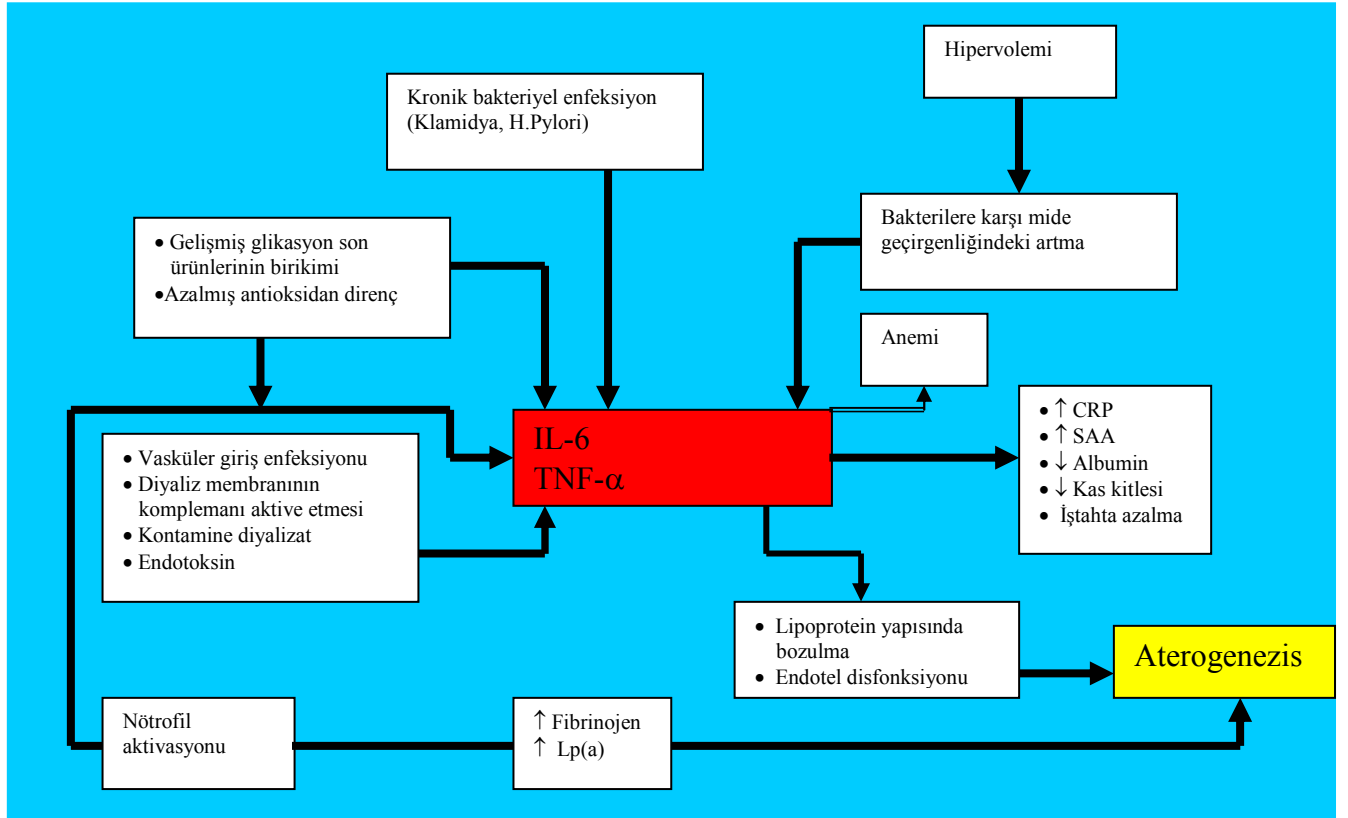 Hipervolemi
Kronik bakteriyel enfeksiyon
(Klamidya, H.Pylori)
Bakterilere karşı mide
geçirgenliğindeki artma
• Gelişmiş glikasyon son
ürünlerinin birikimi
•Azalmış antioksidan direnç
Anemi
• ↑ CRP
• ↑ SAA
• ↓ Albumin
• ↓ Kas kitlesi
• İştahta azalma
IL-6
TNF-α
• Vasküler giriş enfeksiyonu
• Diyaliz membranının
komplemanı aktive etmesi
• Kontamine diyalizat
• Endotoksin
• Lipoprotein yapısında
bozulma
• Endotel disfonksiyonu
Aterogenezis
Nötrofil
aktivasyonu
↑ Fibrinojen
↑ Lp(a)